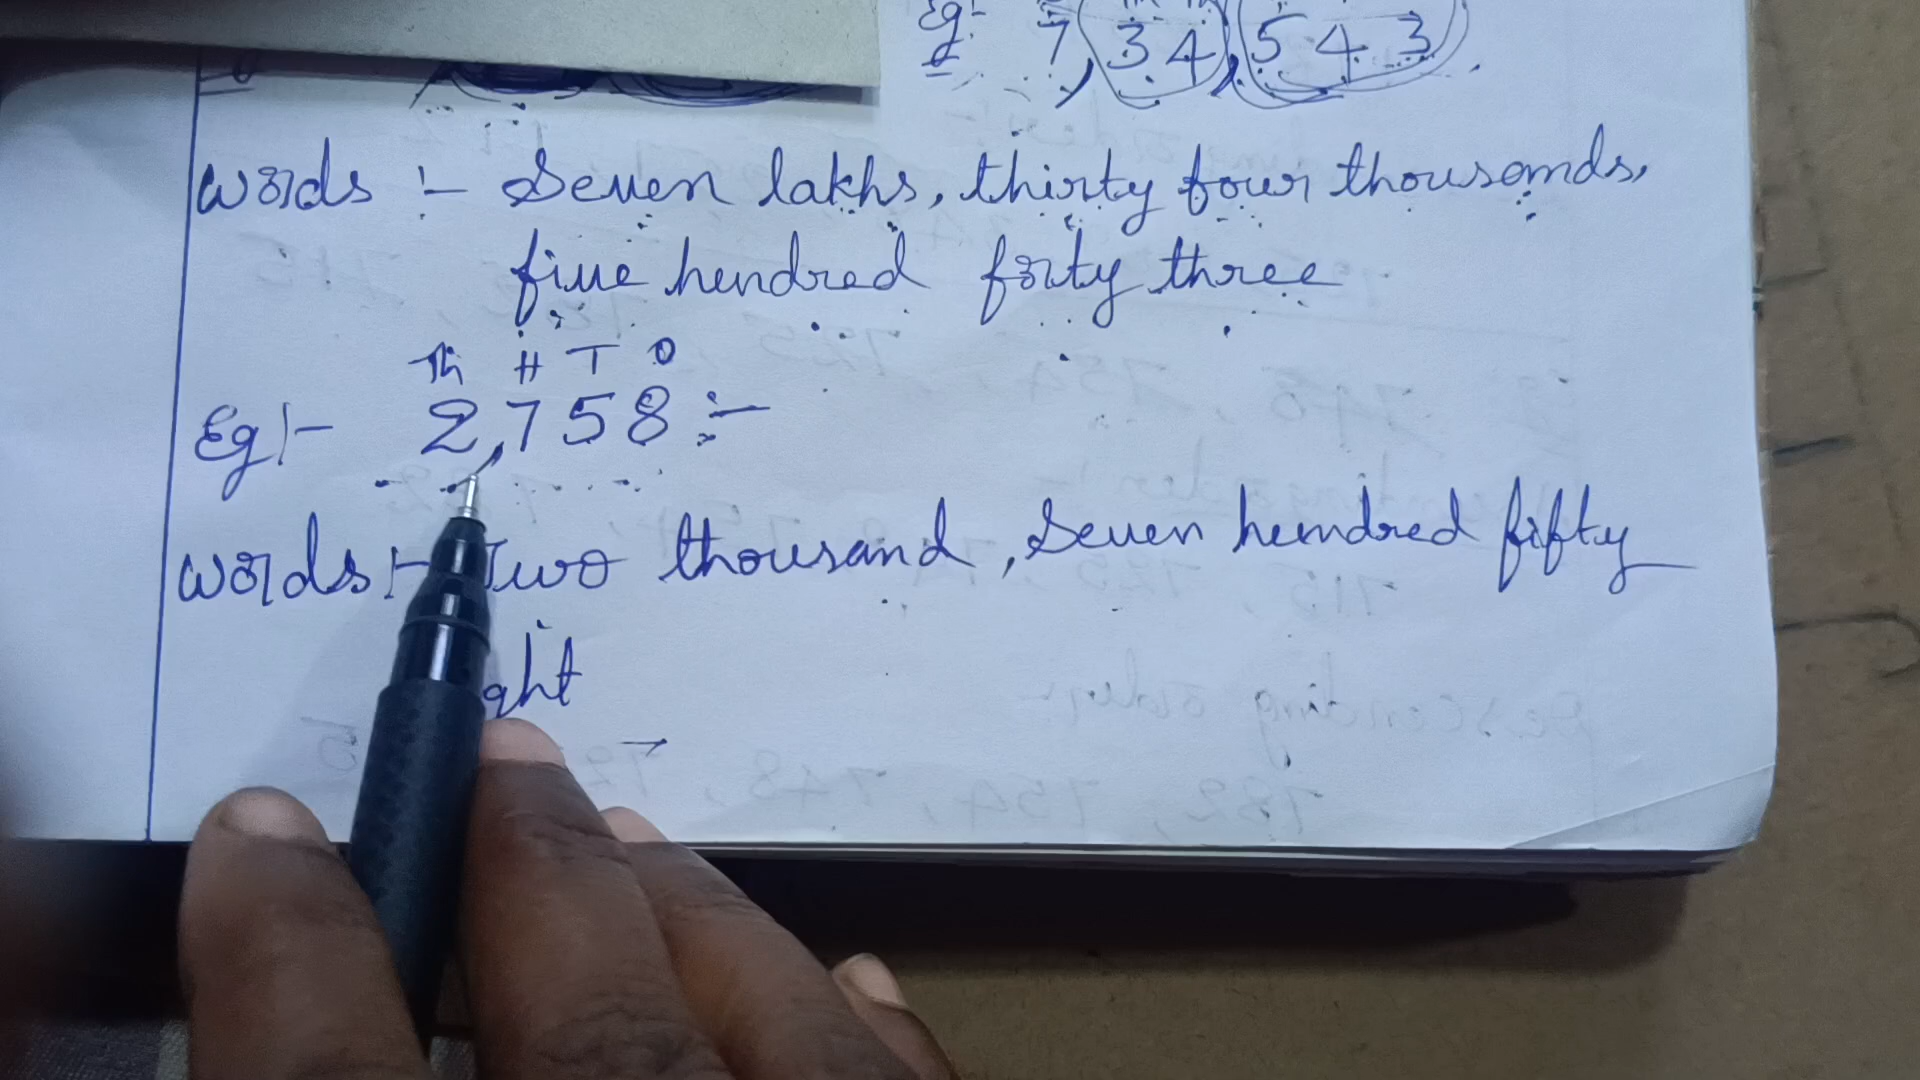 Eg:- 7,34,543
words :- Seven lakhs, thirty four thousands,
five hundred forty three
Th H T O
Eg:- 2,758 :-
words :- Two thousand, Seven hundred fifty
ght